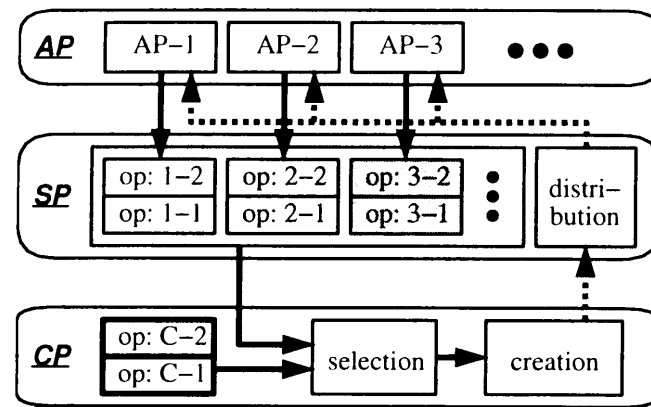 AP
AP-1
AP-2
AP-3
SP
op: 1-2
op: 2-2
op: 3-2
op: 1-1
op: 2-1
op: 3-1
distri-
bution
CP
op: C-2
op: C-1
selection
creation